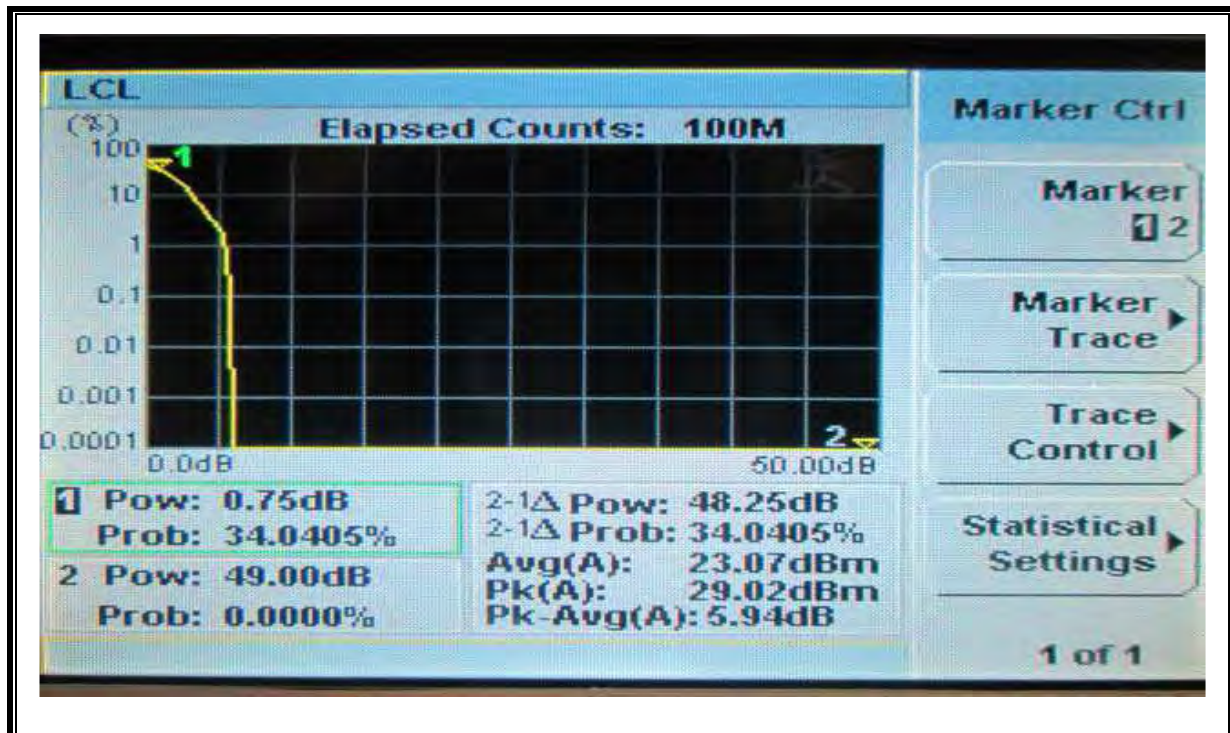 LCL
(%)
Elapsed Counts: 100M
100
1
10
1
0.1
0.01
0.001
0.0001
2
0.0dB
50.00dB
1 Pow: 0.75dB
Prob: 34.0405%
2 Pow: 49.00dB
Prob: 0.0000%
2-1Δ Pow: 48.25dB
2-1Δ Prob: 34.0405%
Avg(A): 23.07dBm
Pk(A): 29.02dBm
Pk-Avg(A): 5.94dB
Marker Ctrl
Marker
1 2
Marker
Trace
Trace
Control
Statistical
Settings
1 of 1